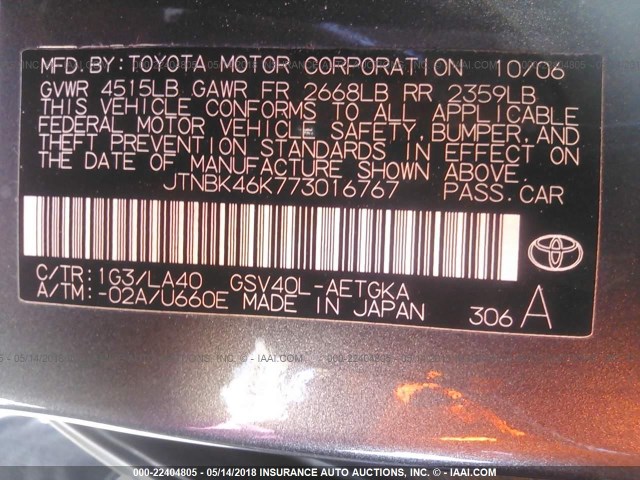 MFD.BY:TOYOTA MOTOR CORPORATION 10/06
GVWR 4515LB GAWR FR 2668LB RR 2359LB
THIS VEHICLE CONFORMS TO ALL APPLICABLE
FEDERAL MOTOR VEHICLE SAFETY,BUMPER,AND
THEFT PREVENTION STANDARDS IN EFFECT ON
THE DATE OF MANUFACTURE SHOWN ABOVE.
JTNBK46K773016767 PASS.CAR
C/TR:1G3/LA40 GSV40L-AETGKA
A/TM:-02A/U660E MADE IN JAPAN
306 A
TOYOTA
000-22404805 - 05/14/2018 INSURANCE AUTO AUCTIONS, INC. - © - IAAI.COM